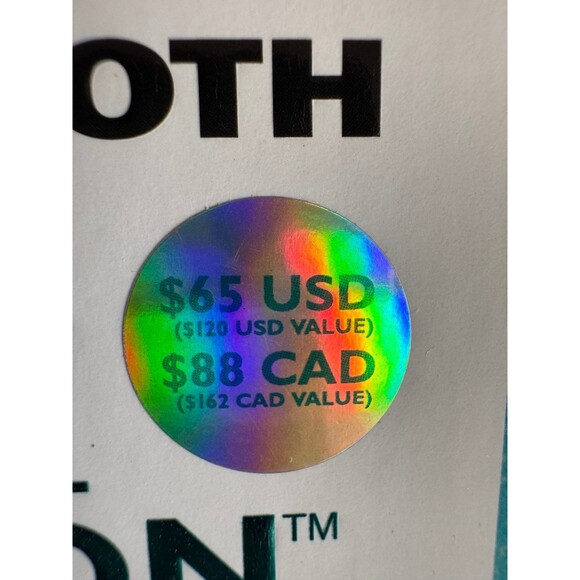 OTH
$65 USD
($120 USD VALUE)
$88 CAD
($162 CAD VALUE)
ON™